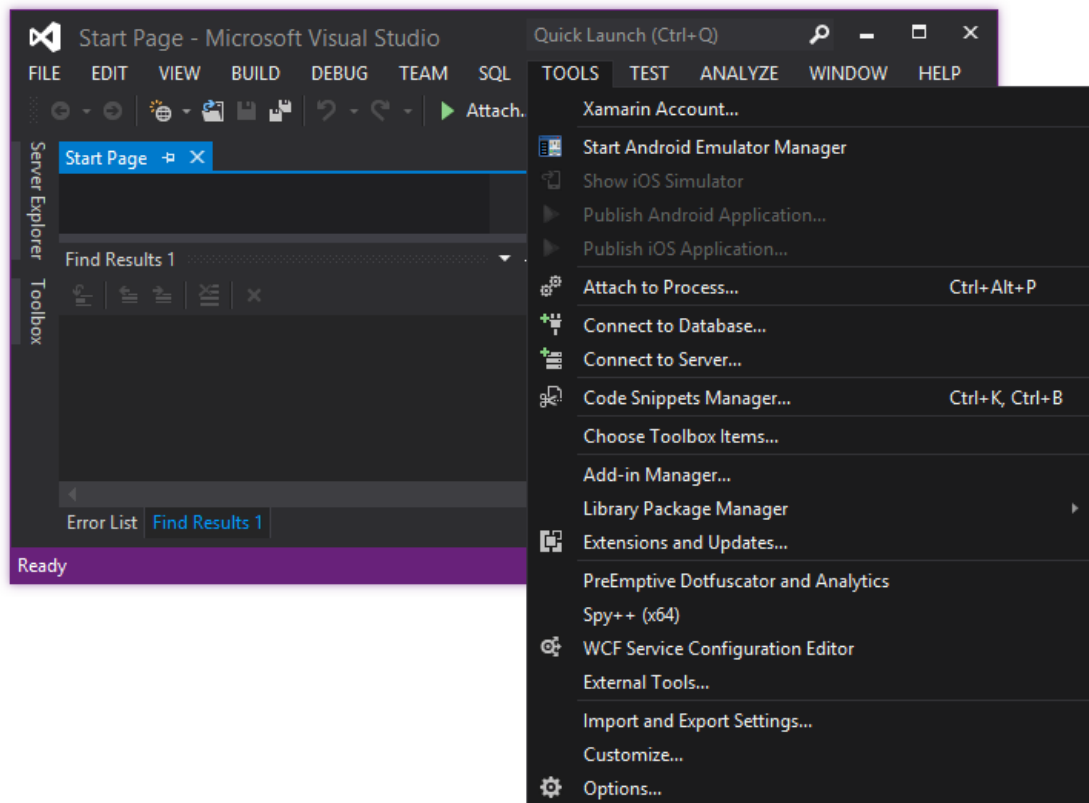 Start Page - Microsoft Visual Studio
Quick Launch (Ctrl+Q)
FILE EDIT VIEW BUILD DEBUG TEAM SQL TOOLS TEST ANALYZE WINDOW HELP
Attach..
Server Explorer
Toolbox
Start Page
Find Results 1
Error List Find Results 1
Ready
Xamarin Account...
Start Android Emulator Manager
Show iOS Simulator
Publish Android Application...
Publish iOS Application...
Attach to Process... Ctrl+Alt+P
Connect to Database...
Connect to Server...
Code Snippets Manager... Ctrl+K, Ctrl+B
Choose Toolbox Items...
Add-in Manager...
Library Package Manager
Extensions and Updates...
PreEmptive Dotfuscator and Analytics
Spy++ (x64)
WCF Service Configuration Editor
External Tools...
Import and Export Settings...
Customize...
Options...